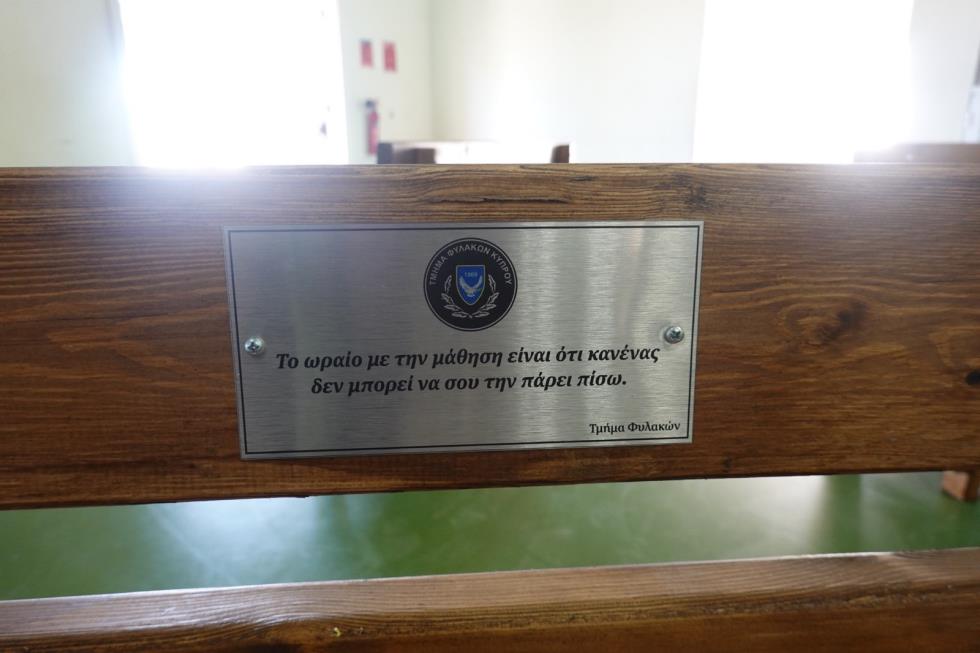 ΤΜΗΜΑ ΦΥΛΑΚΩΝ ΚΥΠΡΟΥ
1960
Το ωραίο με την μάθηση είναι ότι κανένας
δεν μπορεί να σου την πάρει πίσω.
Τμήμα Φυλακών